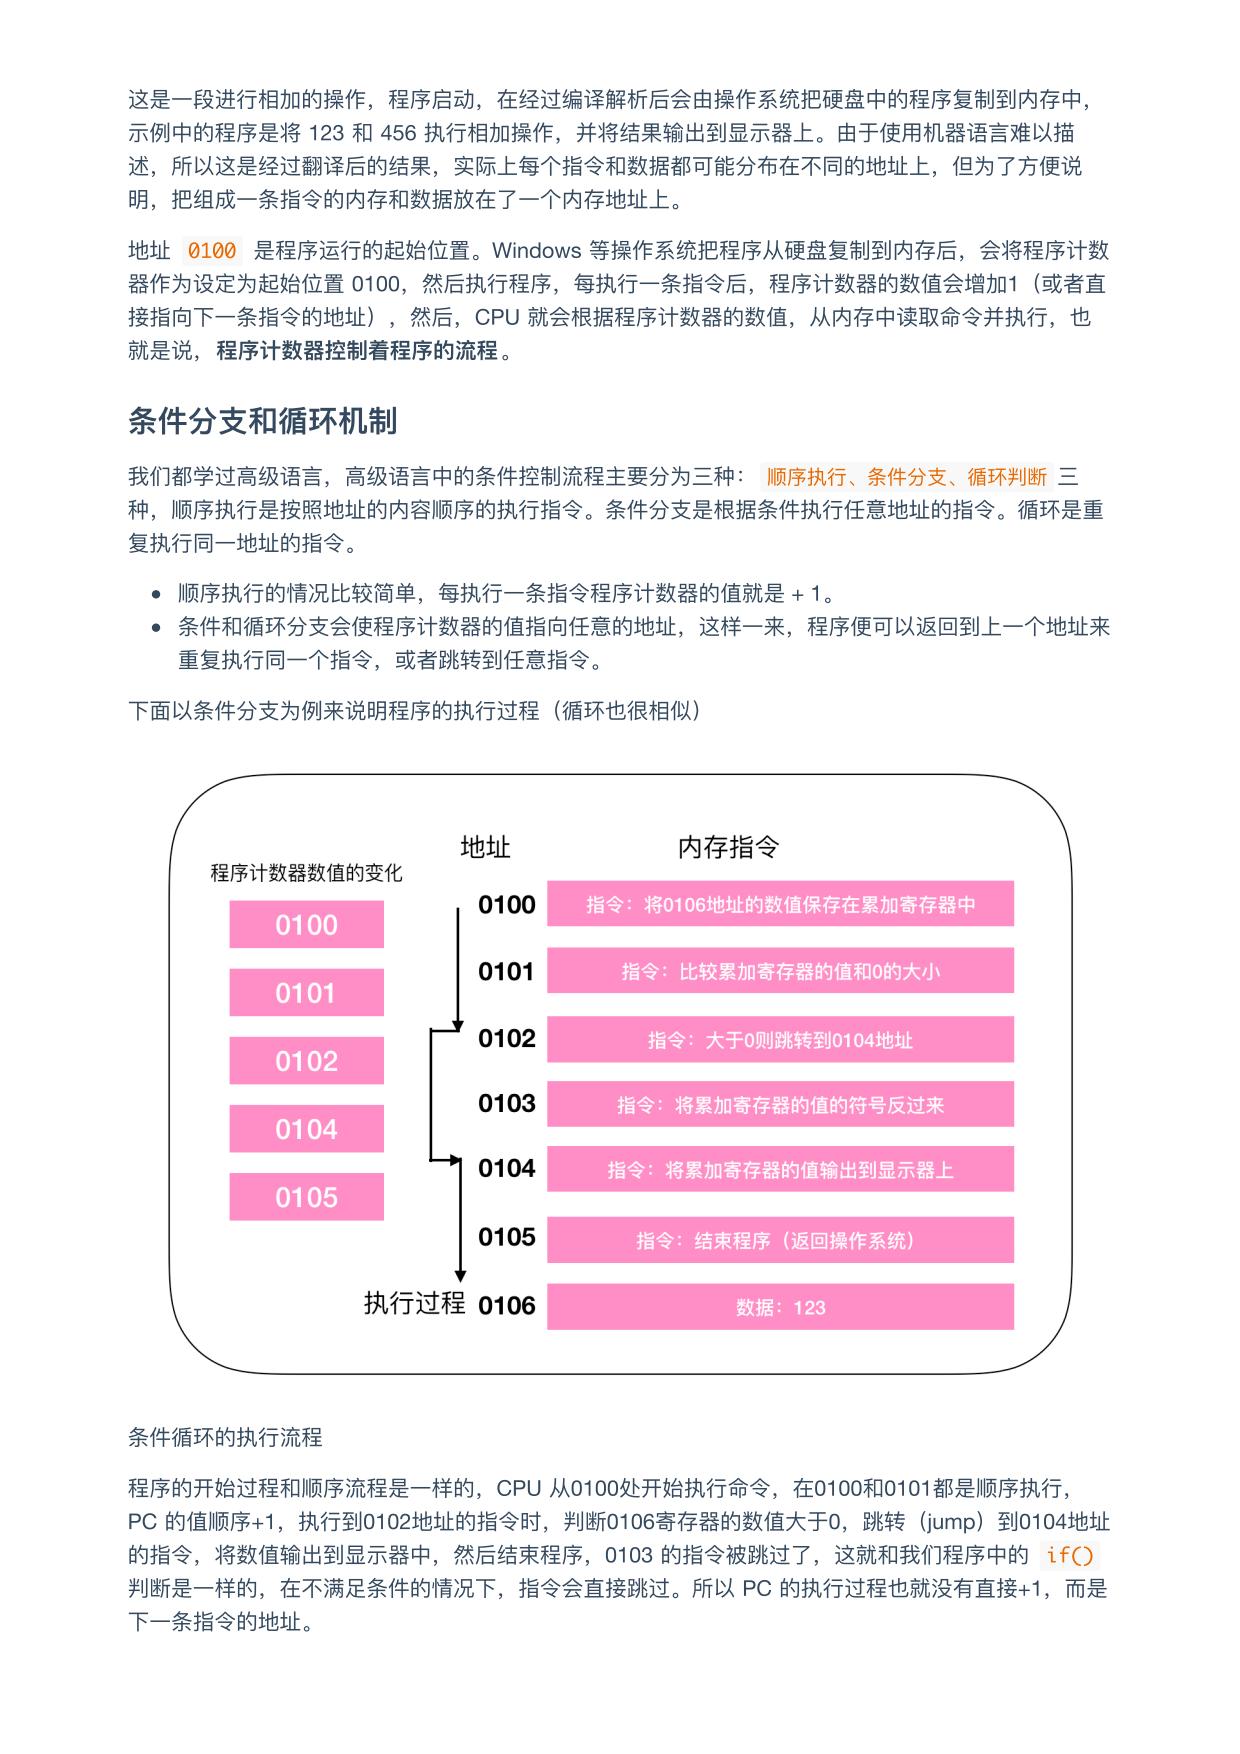 这是一段进行相加的操作，程序启动，在经过编译解析后会由操作系统把硬盘中的程序复制到内存中，
示例中的程序是将 123 和 456 执行相加操作，并将结果输出到显示器上。由于使用机器语言难以描
述，所以这是经过翻译后的结果，实际上每个指令和数据都可能分布在不同的地址上，但为了方便说
明，把组成一条指令的内存和数据放在了一个内存地址上。
地址 0100 是程序运行的起始位置。Windows 等操作系统把程序从硬盘复制到内存后，会将程序计数
器作为设定为起始位置 0100，然后执行程序，每执行一条指令后，程序计数器的数值会增加1（或者直
接指向下一条指令的地址），然后，CPU 就会根据程序计数器的数值，从内存中读取命令并执行，也
就是说，程序计数器控制着程序的流程。
条件分支和循环机制
我们都学过高级语言，高级语言中的条件控制流程主要分为三种： 顺序执行、条件分支、循环判断 三
种，顺序执行是按照地址的内容顺序的执行指令。条件分支是根据条件执行任意地址的指令。循环是重
复执行同一地址的指令。
• 顺序执行的情况比较简单，每执行一条指令程序计数器的值就是 + 1。
• 条件和循环分支会使程序计数器的值指向任意的地址，这样一来，程序便可以返回到上一个地址来
重复执行同一个指令，或者跳转到任意指令。
下面以条件分支为例来说明程序的执行过程（循环也很相似）
地址 内存指令
程序计数器数值的变化
0100
0101
0102
0104
0105
0100 指令：将0106地址的数值保存在累加寄存器中
0101 指令：比较累加寄存器的值和0的大小
0102 指令：大于0则跳转到0104地址
0103 指令：将累加寄存器的值的符号反过来
0104 指令：将累加寄存器的值输出到显示器上
0105 指令：结束程序（返回操作系统）
执行过程 0106 数据：123
条件循环的执行流程
程序的开始过程和顺序流程是一样的，CPU 从0100处开始执行命令，在0100和0101都是顺序执行，
PC 的值顺序+1，执行到0102地址的指令时，判断0106寄存器的数值大于0，跳转（jump）到0104地址
的指令，将数值输出到显示器中，然后结束程序，0103 的指令被跳过了，这就和我们程序中的 if()
判断是一样的，在不满足条件的情况下，指令会直接跳过。所以 PC 的执行过程也就没有直接+1，而是
下一条指令的地址。